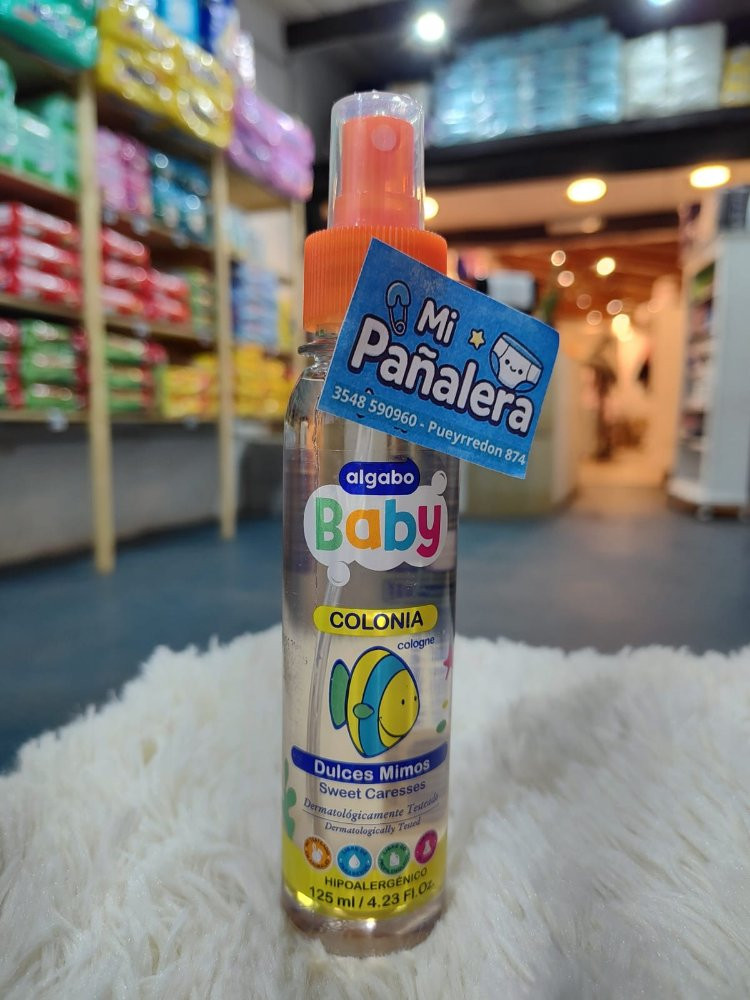 Mi
Pañalera
3548 590960 - Pueyrredon 874
algabo
Baby
COLONIA
cologne
Dulces Mimos
Sweet Caresses
Dermatológicamente Testeado
Dermatologically Tested
HIPOALERGÉNICO
125 ml / 4.23 Fl.Oz.